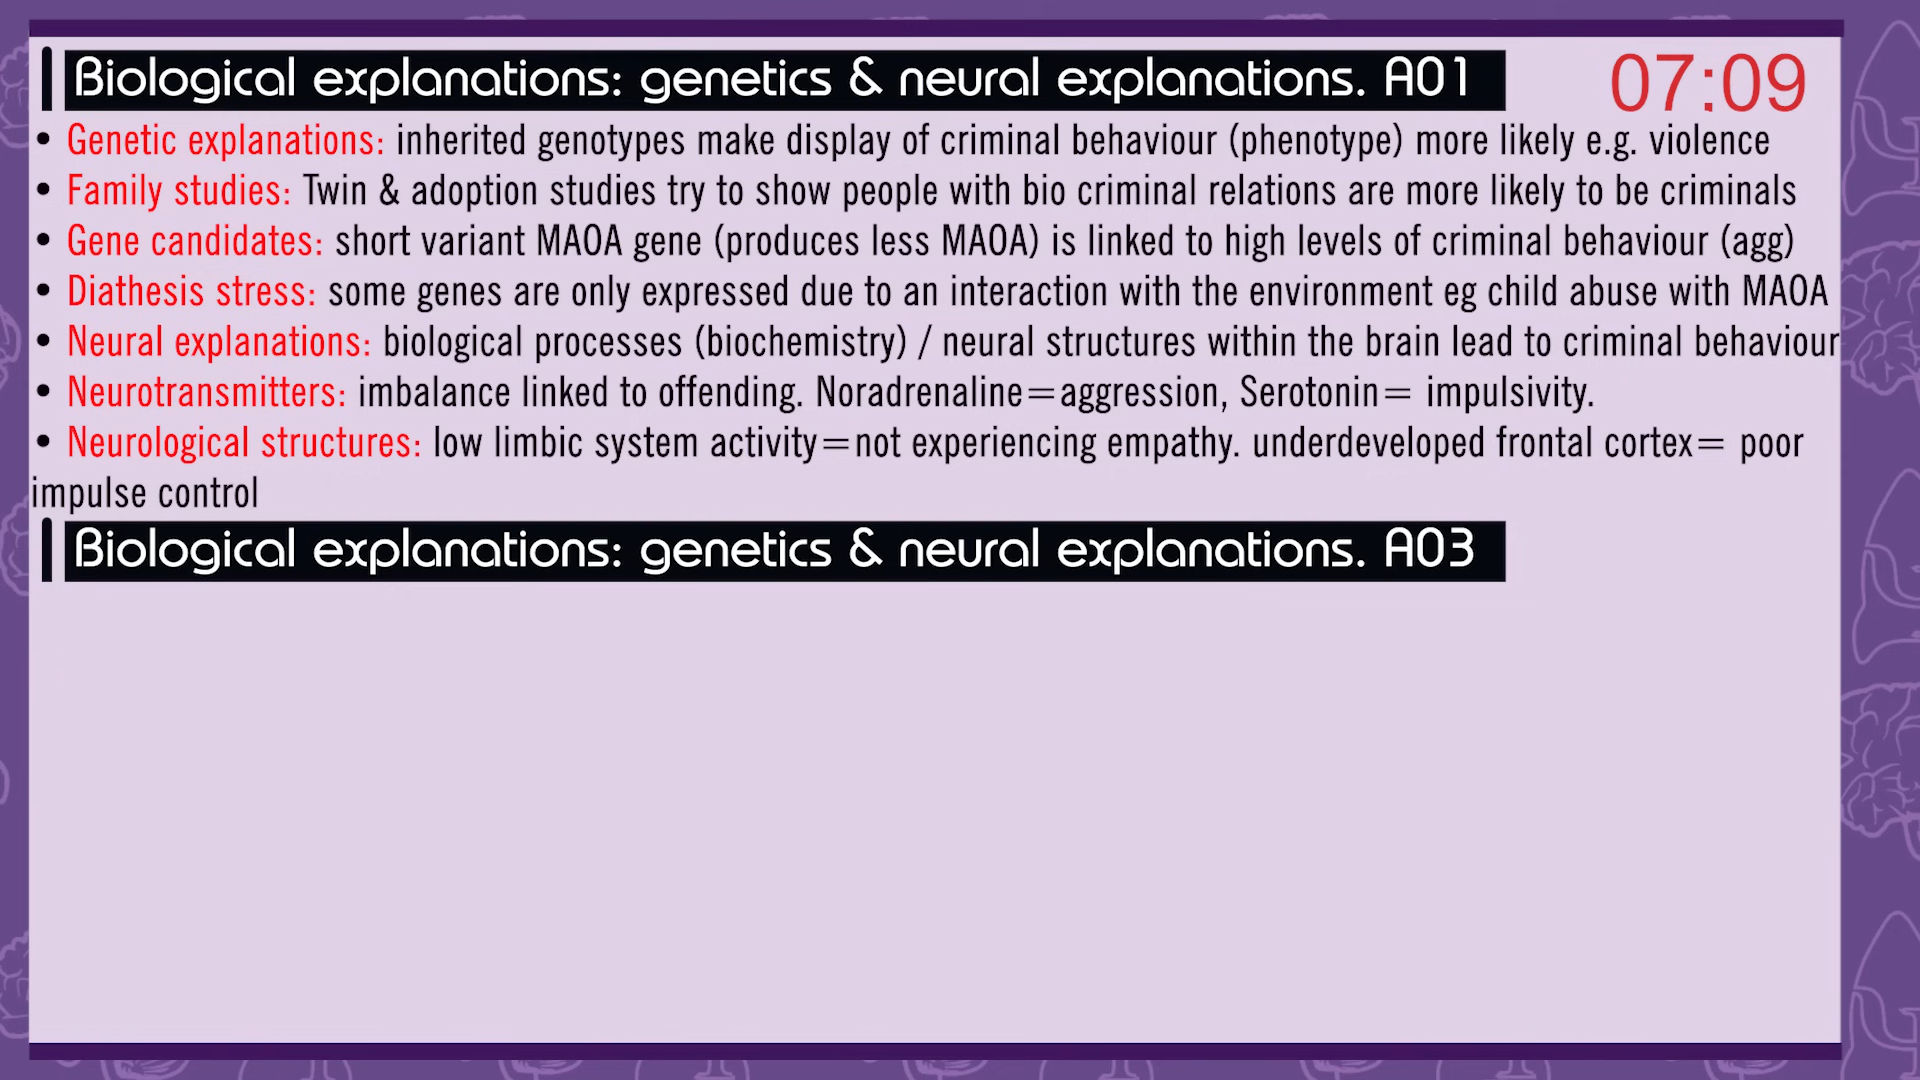 Biological explanations: genetics & neural explanations. A01
07:09
• Genetic explanations: inherited genotypes make display of criminal behaviour (phenotype) more likely e.g. violence
• Family studies: Twin & adoption studies try to show people with bio criminal relations are more likely to be criminals
• Gene candidates: short variant MAOA gene (produces less MAOA) is linked to high levels of criminal behaviour (agg)
• Diathesis stress: some genes are only expressed due to an interaction with the environment eg child abuse with MAOA
• Neural explanations: biological processes (biochemistry) / neural structures within the brain lead to criminal behaviour
• Neurotransmitters: imbalance linked to offending. Noradrenaline=aggression, Serotonin= impulsivity.
• Neurological structures: low limbic system activity=not experiencing empathy. underdeveloped frontal cortex= poor
impulse control
Biological explanations: genetics & neural explanations. A03